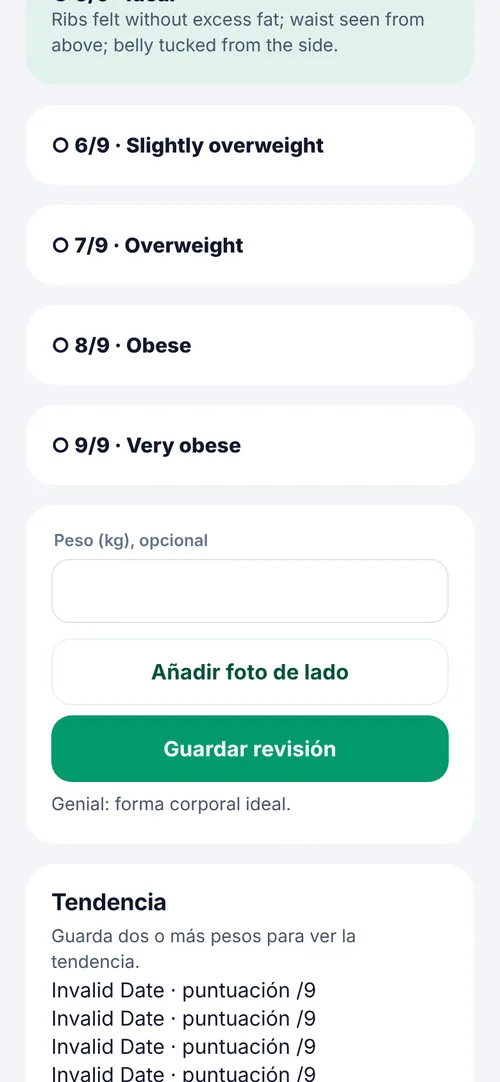 Ribs felt without excess fat; waist seen from
above; belly tucked from the side.
6/9 · Slightly overweight
7/9 · Overweight
8/9 · Obese
9/9 · Very obese
Peso (kg), opcional
Añadir foto de lado
Guardar revisión
Genial: forma corporal ideal.
Tendencia
Guarda dos o más pesos para ver la
tendencia.
Invalid Date · puntuación /9
Invalid Date · puntuación /9
Invalid Date · puntuación /9
Invalid Date · puntuación /9